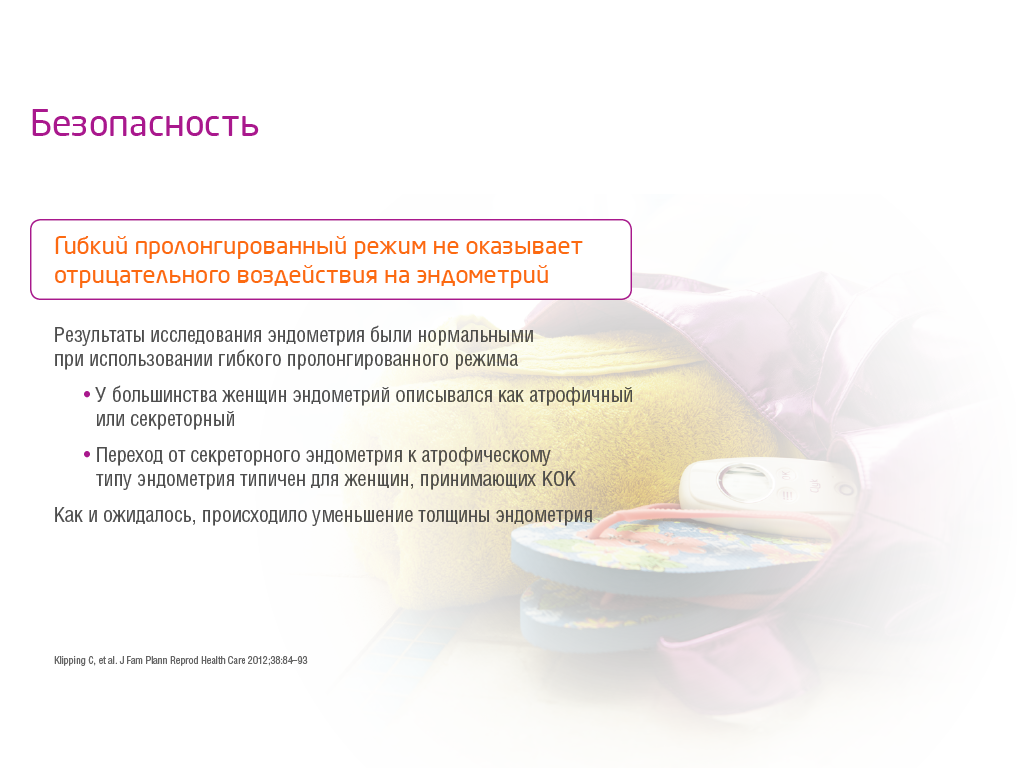 Безопасность
Гибкий пролонгированный режим не оказывает
отрицательного воздействия на эндометрий
Результаты исследования эндометрия были нормальными
при использовании гибкого пролонгированного режима
• У большинства женщин эндометрий описывался как атрофичный
или секреторный
• Переход от секреторного эндометрия к атрофическому
типу эндометрия типичен для женщин, принимающих КОК
Как и ожидалось, происходило уменьшение толщины эндометрия
Klipping C, et al. J Fam Plann Reprod Health Care 2012;38:84–93